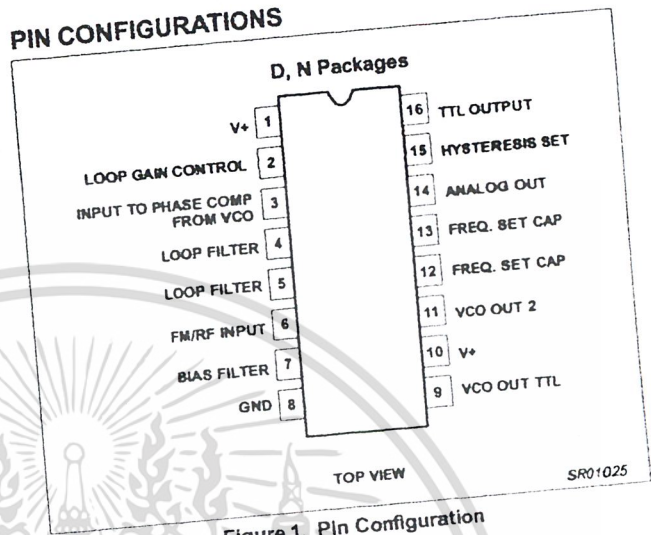 PIN CONFIGURATIONS
D, N Packages
V+ 1
LOOP GAIN CONTROL 2
INPUT TO PHASE COMP
FROM VCO 3
LOOP FILTER 4
LOOP FILTER 5
FM/RF INPUT 6
BIAS FILTER 7
GND 8
16 TTL OUTPUT
15 HYSTERESIS SET
14 ANALOG OUT
13 FREQ. SET CAP
12 FREQ. SET CAP
11 VCO OUT 2
10 V+
9 VCO OUT TTL
TOP VIEW
SR01025
Figure 1. Pin Configuration